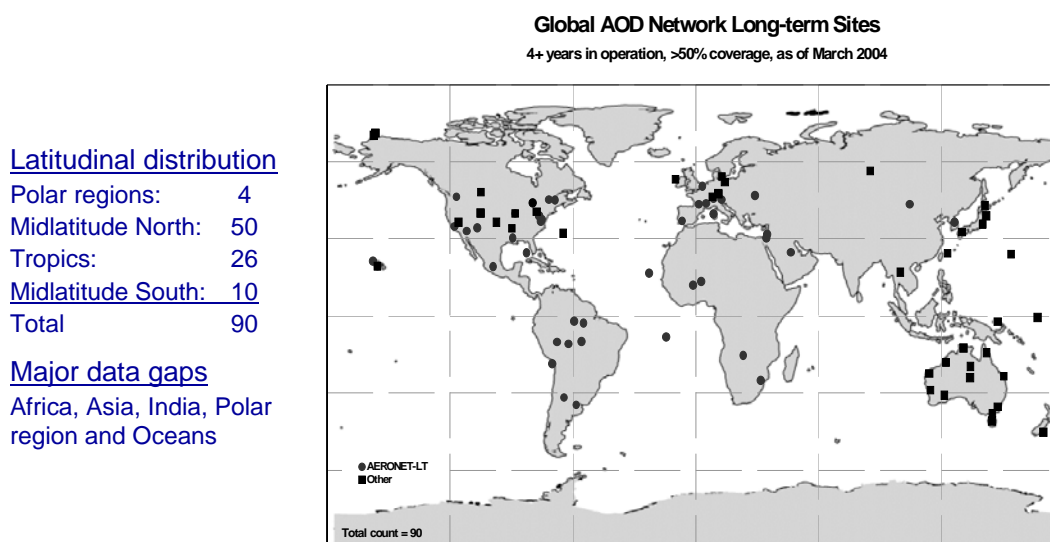 Global AOD Network Long-term Sites
4+ years in operation, >50% coverage, as of March 2004
Latitudinal distribution
Polar regions: 4
Midlatitude North: 50
Tropics: 26
Midlatitude South: 10
Total 90
Major data gaps
Africa, Asia, India, Polar
region and Oceans
AERONET-LT
Other
Total count = 90